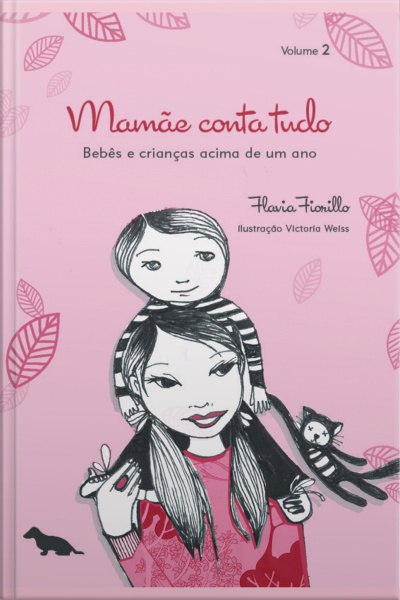 Volume 2
Mamãe conta tudo
Bebês e crianças acima de um ano
Flavia Fiorillo
Ilustração Victoria Weiss